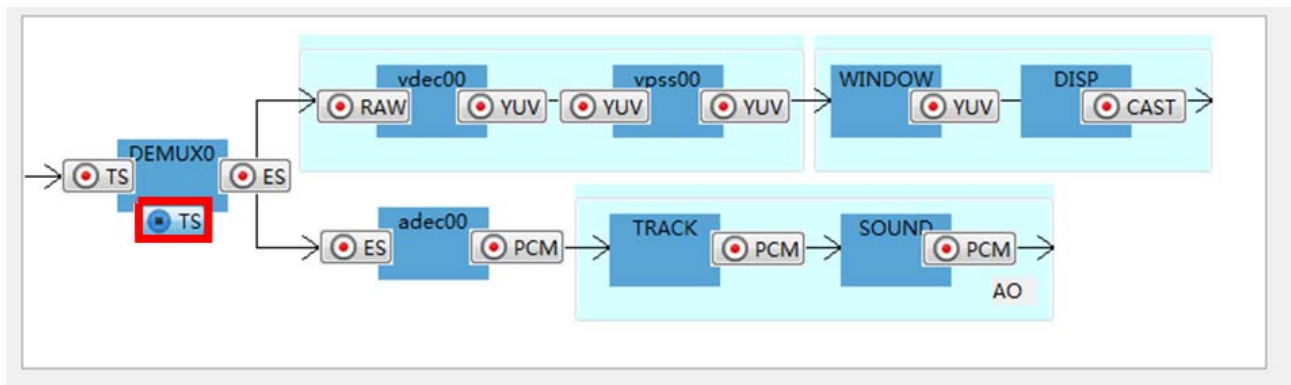 vdec00
vpss00
WINDOW
DISP
RAW
YUV
YUV
YUV
YUV
CAST
DEMUX0
TS
ES
TS
adec00
TRACK
SOUND
ES
PCM
PCM
PCM
AO